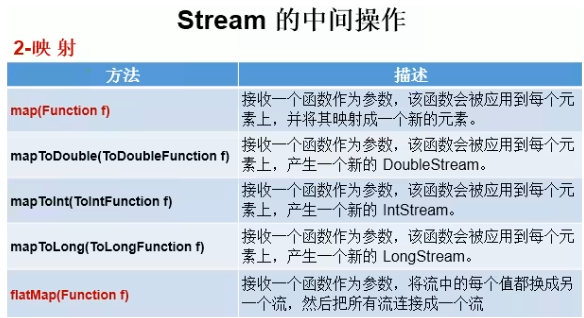 Stream 的中间操作
2-映 射
方法
描述
map(Function f)
接收一个函数作为参数，该函数会被应用到每个元
素上，并将其映射成一个新的元素。
mapToDouble(ToDoubleFunction f)
接收一个函数作为参数，该函数会被应用到每个元
素上，产生一个新的 DoubleStream。
mapToInt(ToIntFunction f)
接收一个函数作为参数，该函数会被应用到每个元
素上，产生一个新的 IntStream。
mapToLong(ToLongFunction f)
接收一个函数作为参数，该函数会被应用到每个元
素上，产生一个新的 LongStream。
flatMap(Function f)
接收一个函数作为参数，将流中的每个值都换成另
一个流，然后把所有流连接成一个流